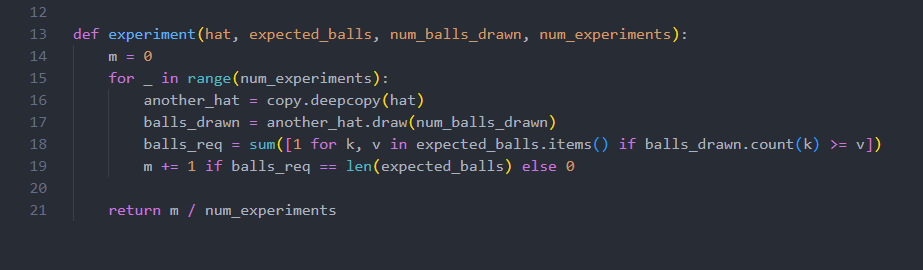 12
13 def experiment(hat, expected_balls, num_balls_drawn, num_experiments):
14     m = 0
15     for _ in range(num_experiments):
16         another_hat = copy.deepcopy(hat)
17         balls_drawn = another_hat.draw(num_balls_drawn)
18         balls_req = sum([1 for k, v in expected_balls.items() if balls_drawn.count(k) >= v])
19         m += 1 if balls_req == len(expected_balls) else 0
20
21     return m / num_experiments